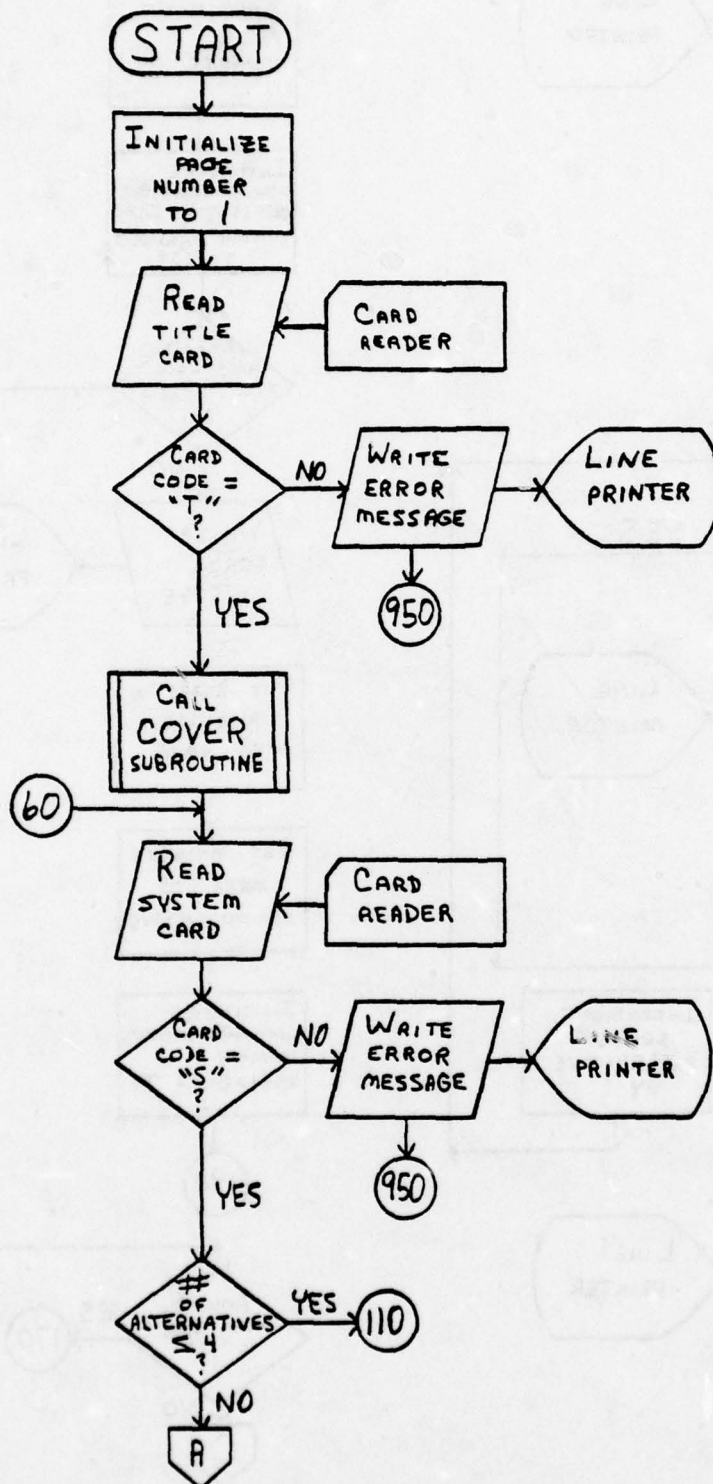 START
INITIALIZE
PAGE
NUMBER
TO 1
READ
TITLE
CARD
CARD
READER
CARD
CODE =
"T"
?
NO
WRITE
ERROR
MESSAGE
LINE
PRINTER
950
YES
CALL
COVER
SUBROUTINE
60
READ
SYSTEM
CARD
CARD
READER
CARD
CODE =
"S"
?
NO
WRITE
ERROR
MESSAGE
LINE
PRINTER
950
YES
#
OF
ALTERNATIVES
≤ 4
?
YES
110
NO
A